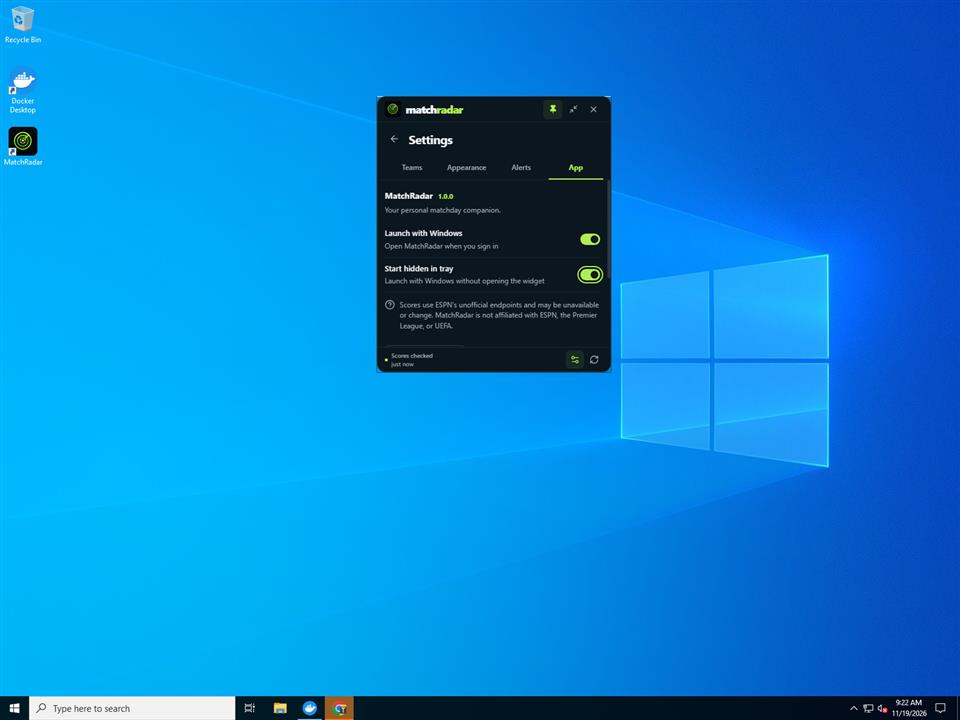 Recycle Bin
Docker
Desktop
MatchRadar
matchradar
Settings
Teams Appearance Alerts App
MatchRadar 1.0.0
Your personal matchday companion.
Launch with Windows
Open MatchRadar when you sign in
Start hidden in tray
Launch with Windows without opening the widget
Scores use ESPN's unofficial endpoints and may be unavailable
or change. MatchRadar is not affiliated with ESPN, the Premier
League, or UEFA.
Scores checked
just now
Type here to search
9:22 AM
11/19/2026